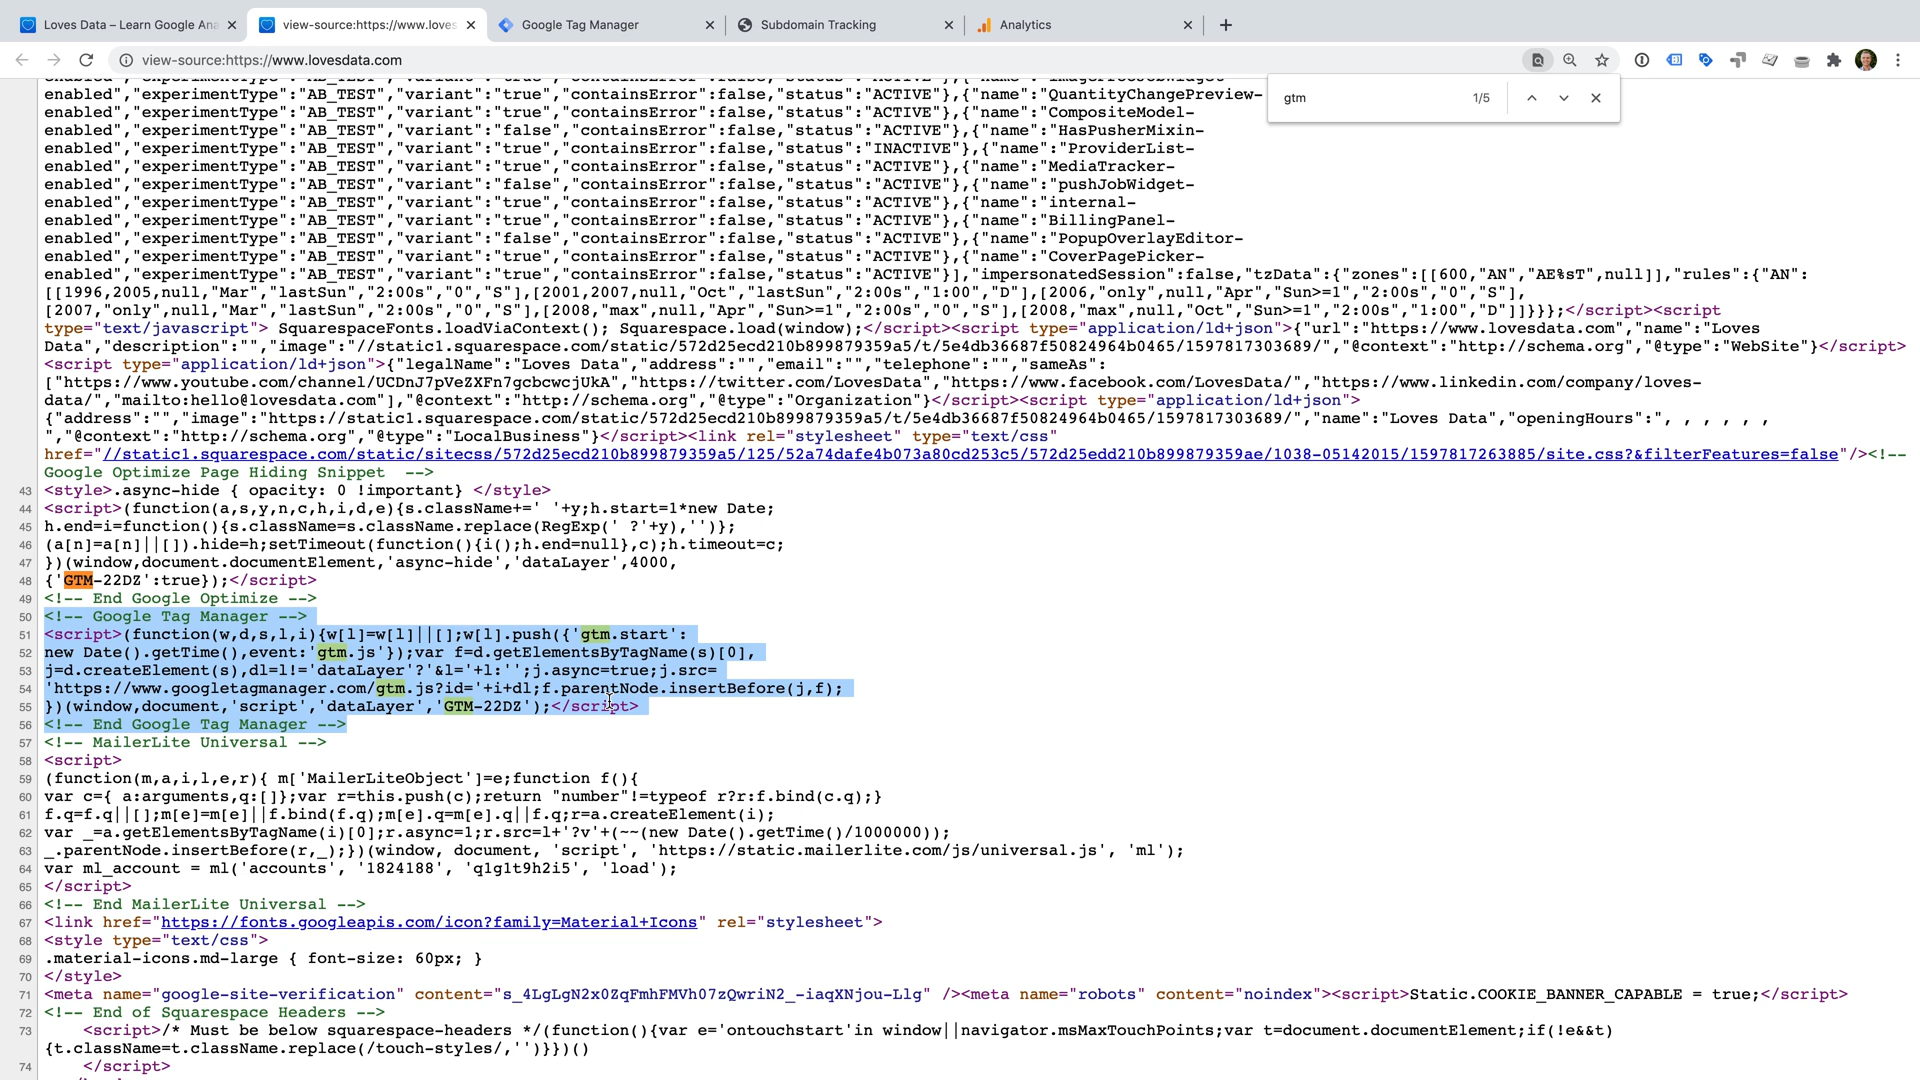 Loves Data – Learn Google Ana
view-source:https://www.loves
Google Tag Manager
Subdomain Tracking
Analytics
view-source:https://www.lovesdata.com
gtm 1/5
enabled","experimentType":"AB_TEST","variant":"true","containsError":false,"status":"ACTIVE"},{"name":"QuantityChangePreview-
enabled","experimentType":"AB_TEST","variant":"true","containsError":false,"status":"ACTIVE"},{"name":"CompositeModel-
enabled","experimentType":"AB_TEST","variant":"false","containsError":false,"status":"ACTIVE"},{"name":"HasPusherMixin-
enabled","experimentType":"AB_TEST","variant":"true","containsError":false,"status":"INACTIVE"},{"name":"ProviderList-
enabled","experimentType":"AB_TEST","variant":"true","containsError":false,"status":"ACTIVE"},{"name":"MediaTracker-
enabled","experimentType":"AB_TEST","variant":"false","containsError":false,"status":"ACTIVE"},{"name":"pushJobWidget-
enabled","experimentType":"AB_TEST","variant":"true","containsError":false,"status":"ACTIVE"},{"name":"internal-
enabled","experimentType":"AB_TEST","variant":"true","containsError":false,"status":"ACTIVE"},{"name":"BillingPanel-
enabled","experimentType":"AB_TEST","variant":"false","containsError":false,"status":"ACTIVE"},{"name":"PopupOverlayEditor-
enabled","experimentType":"AB_TEST","variant":"true","containsError":false,"status":"ACTIVE"},{"name":"CoverPagePicker-
enabled","experimentType":"AB_TEST","variant":"true","containsError":false,"status":"ACTIVE"}],"impersonatedSession":false,"tzData":{"zones":[[600,"AN","AE%sT",null]],"rules":{"AN":
[[1996,2005,null,"Mar","lastSun","2:00s","0","S"],[2001,2007,null,"Oct","lastSun","2:00s","1:00","D"],[2006,"only",null,"Apr","Sun>=1","2:00s","0","S"],
[2007,"only",null,"Mar","lastSun","2:00s","0","S"],[2008,"max",null,"Apr","Sun>=1","2:00s","0","S"],[2008,"max",null,"Oct","Sun>=1","2:00s","1:00","D"]]}}};</script><script
type="text/javascript"> SquarespaceFonts.loadViaContext(); Squarespace.load(window);</script><script type="application/ld+json">{"url":"https://www.lovesdata.com","name":"Loves
Data","description":"","image":"//static1.squarespace.com/static/572d25ecd210b899879359a5/t/5e4db36687f50824964b0465/1597817303689/","@context":"http://schema.org","@type":"WebSite"}</script>
<script type="application/ld+json">{"legalName":"Loves Data","address":"","email":"","telephone":"","sameAs":
["https://www.youtube.com/channel/UCDnJ7pVeZXFn7gcbcwcjUkA","https://twitter.com/LovesData","https://www.facebook.com/LovesData/","https://www.linkedin.com/company/loves-
data/","mailto:hello@lovesdata.com"],"@context":"http://schema.org","@type":"Organization"}</script><script type="application/ld+json">
{"address":"","image":"https://static1.squarespace.com/static/572d25ecd210b899879359a5/t/5e4db36687f50824964b0465/1597817303689/","name":"Loves Data","openingHours":", , , , , ,
","@context":"http://schema.org","@type":"LocalBusiness"}</script><link rel="stylesheet" type="text/css"
href="//static1.squarespace.com/static/sitecss/572d25ecd210b899879359a5/125/52a74dafe4b073a80cd253c5/572d25edd210b899879359ae/1038-05142015/1597817263885/site.css?&filterFeatures=false"/><!--
Google Optimize Page Hiding Snippet  -->
43 <style>.async-hide { opacity: 0 !important} </style>
44 <script>(function(a,s,y,n,c,h,i,d,e){s.className+=' '+y;h.start=1*new Date;
45 h.end=i=function(){s.className=s.className.replace(RegExp(' ?'+y),'')};
46 (a[n]=a[n]||[]).hide=h;setTimeout(function(){i();h.end=null},c);h.timeout=c;
47 })(window,document.documentElement,'async-hide','dataLayer',4000,
48 {'GTM-22DZ':true});</script>
49 <!-- End Google Optimize -->
50 <!-- Google Tag Manager -->
51 <script>(function(w,d,s,l,i){w[l]=w[l]||[];w[l].push({'gtm.start':
52 new Date().getTime(),event:'gtm.js'});var f=d.getElementsByTagName(s)[0],
53 j=d.createElement(s),dl=l!='dataLayer'?'&l='+l:'';j.async=true;j.src=
54 'https://www.googletagmanager.com/gtm.js?id='+i+dl;f.parentNode.insertBefore(j,f);
55 })(window,document,'script','dataLayer','GTM-22DZ');</script>
56 <!-- End Google Tag Manager -->
57 <!-- MailerLite Universal -->
58 <script>
59 (function(m,a,i,l,e,r){ m['MailerLiteObject']=e;function f(){
60 var c={ a:arguments,q:[]};var r=this.push(c);return "number"!=typeof r?r:f.bind(c.q);}
61 f.q=f.q||[];m[e]=m[e]||f.bind(f.q);m[e].q=m[e].q||f.q;r=a.createElement(i);
62 var _=a.getElementsByTagName(i)[0];r.async=1;r.src=l+'?v'+(~~(new Date().getTime()/1000000));
63 _.parentNode.insertBefore(r,_);})(window, document, 'script', 'https://static.mailerlite.com/js/universal.js', 'ml');
64 var ml_account = ml('accounts', '1824188', 'q1g1t9h2i5', 'load');
65 </script>
66 <!-- End MailerLite Universal -->
67 <link href="https://fonts.googleapis.com/icon?family=Material+Icons" rel="stylesheet">
68 <style type="text/css">
69 .material-icons.md-large { font-size: 60px; }
70 </style>
71 <meta name="google-site-verification" content="s_4LgLgN2x0ZqFmhFMVh07zQwriN2_-iaqXNjou-Llg" /><meta name="robots" content="noindex"><script>Static.COOKIE_BANNER_CAPABLE = true;</script>
72 <!-- End of Squarespace Headers -->
73 <script>/* Must be below squarespace-headers */(function(){var e='ontouchstart'in window||navigator.msMaxTouchPoints;var t=document.documentElement;if(!e&&t)
{t.className=t.className.replace(/touch-styles/,'')}})()
74 </script>